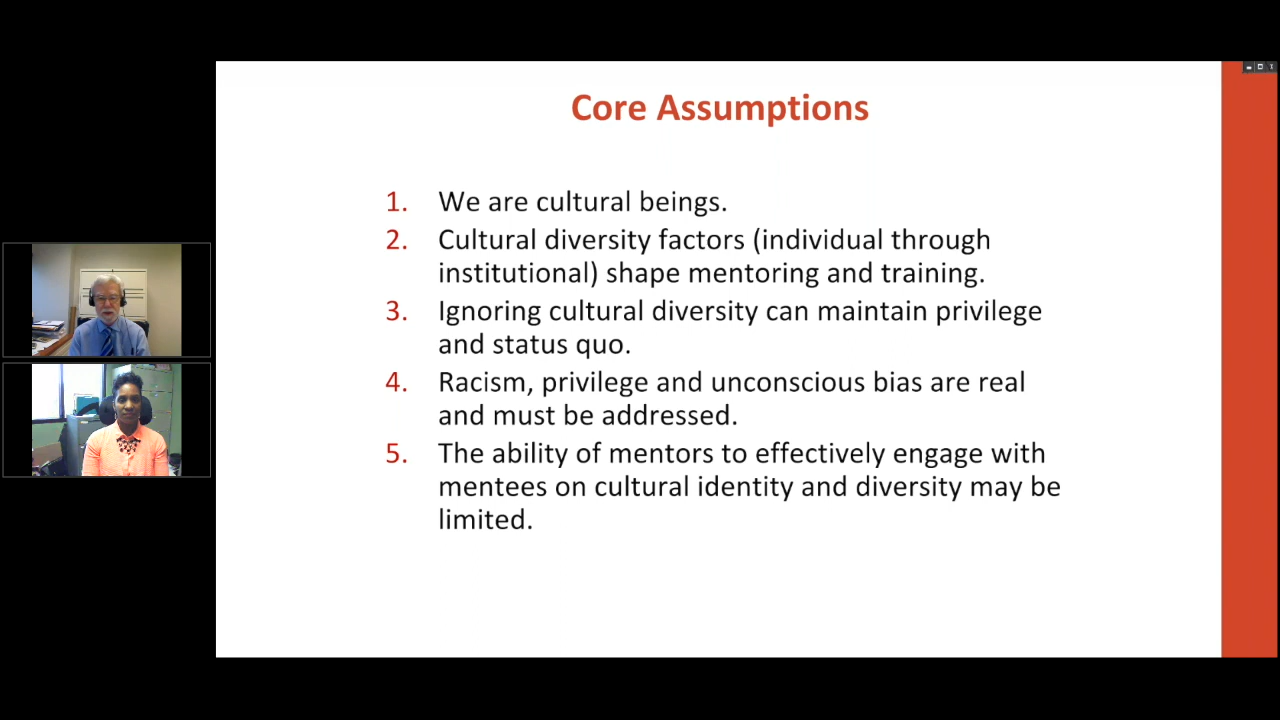 Core Assumptions
1. We are cultural beings.
2. Cultural diversity factors (individual through
institutional) shape mentoring and training.
3. Ignoring cultural diversity can maintain privilege
and status quo.
4. Racism, privilege and unconscious bias are real
and must be addressed.
5. The ability of mentors to effectively engage with
mentees on cultural identity and diversity may be
limited.